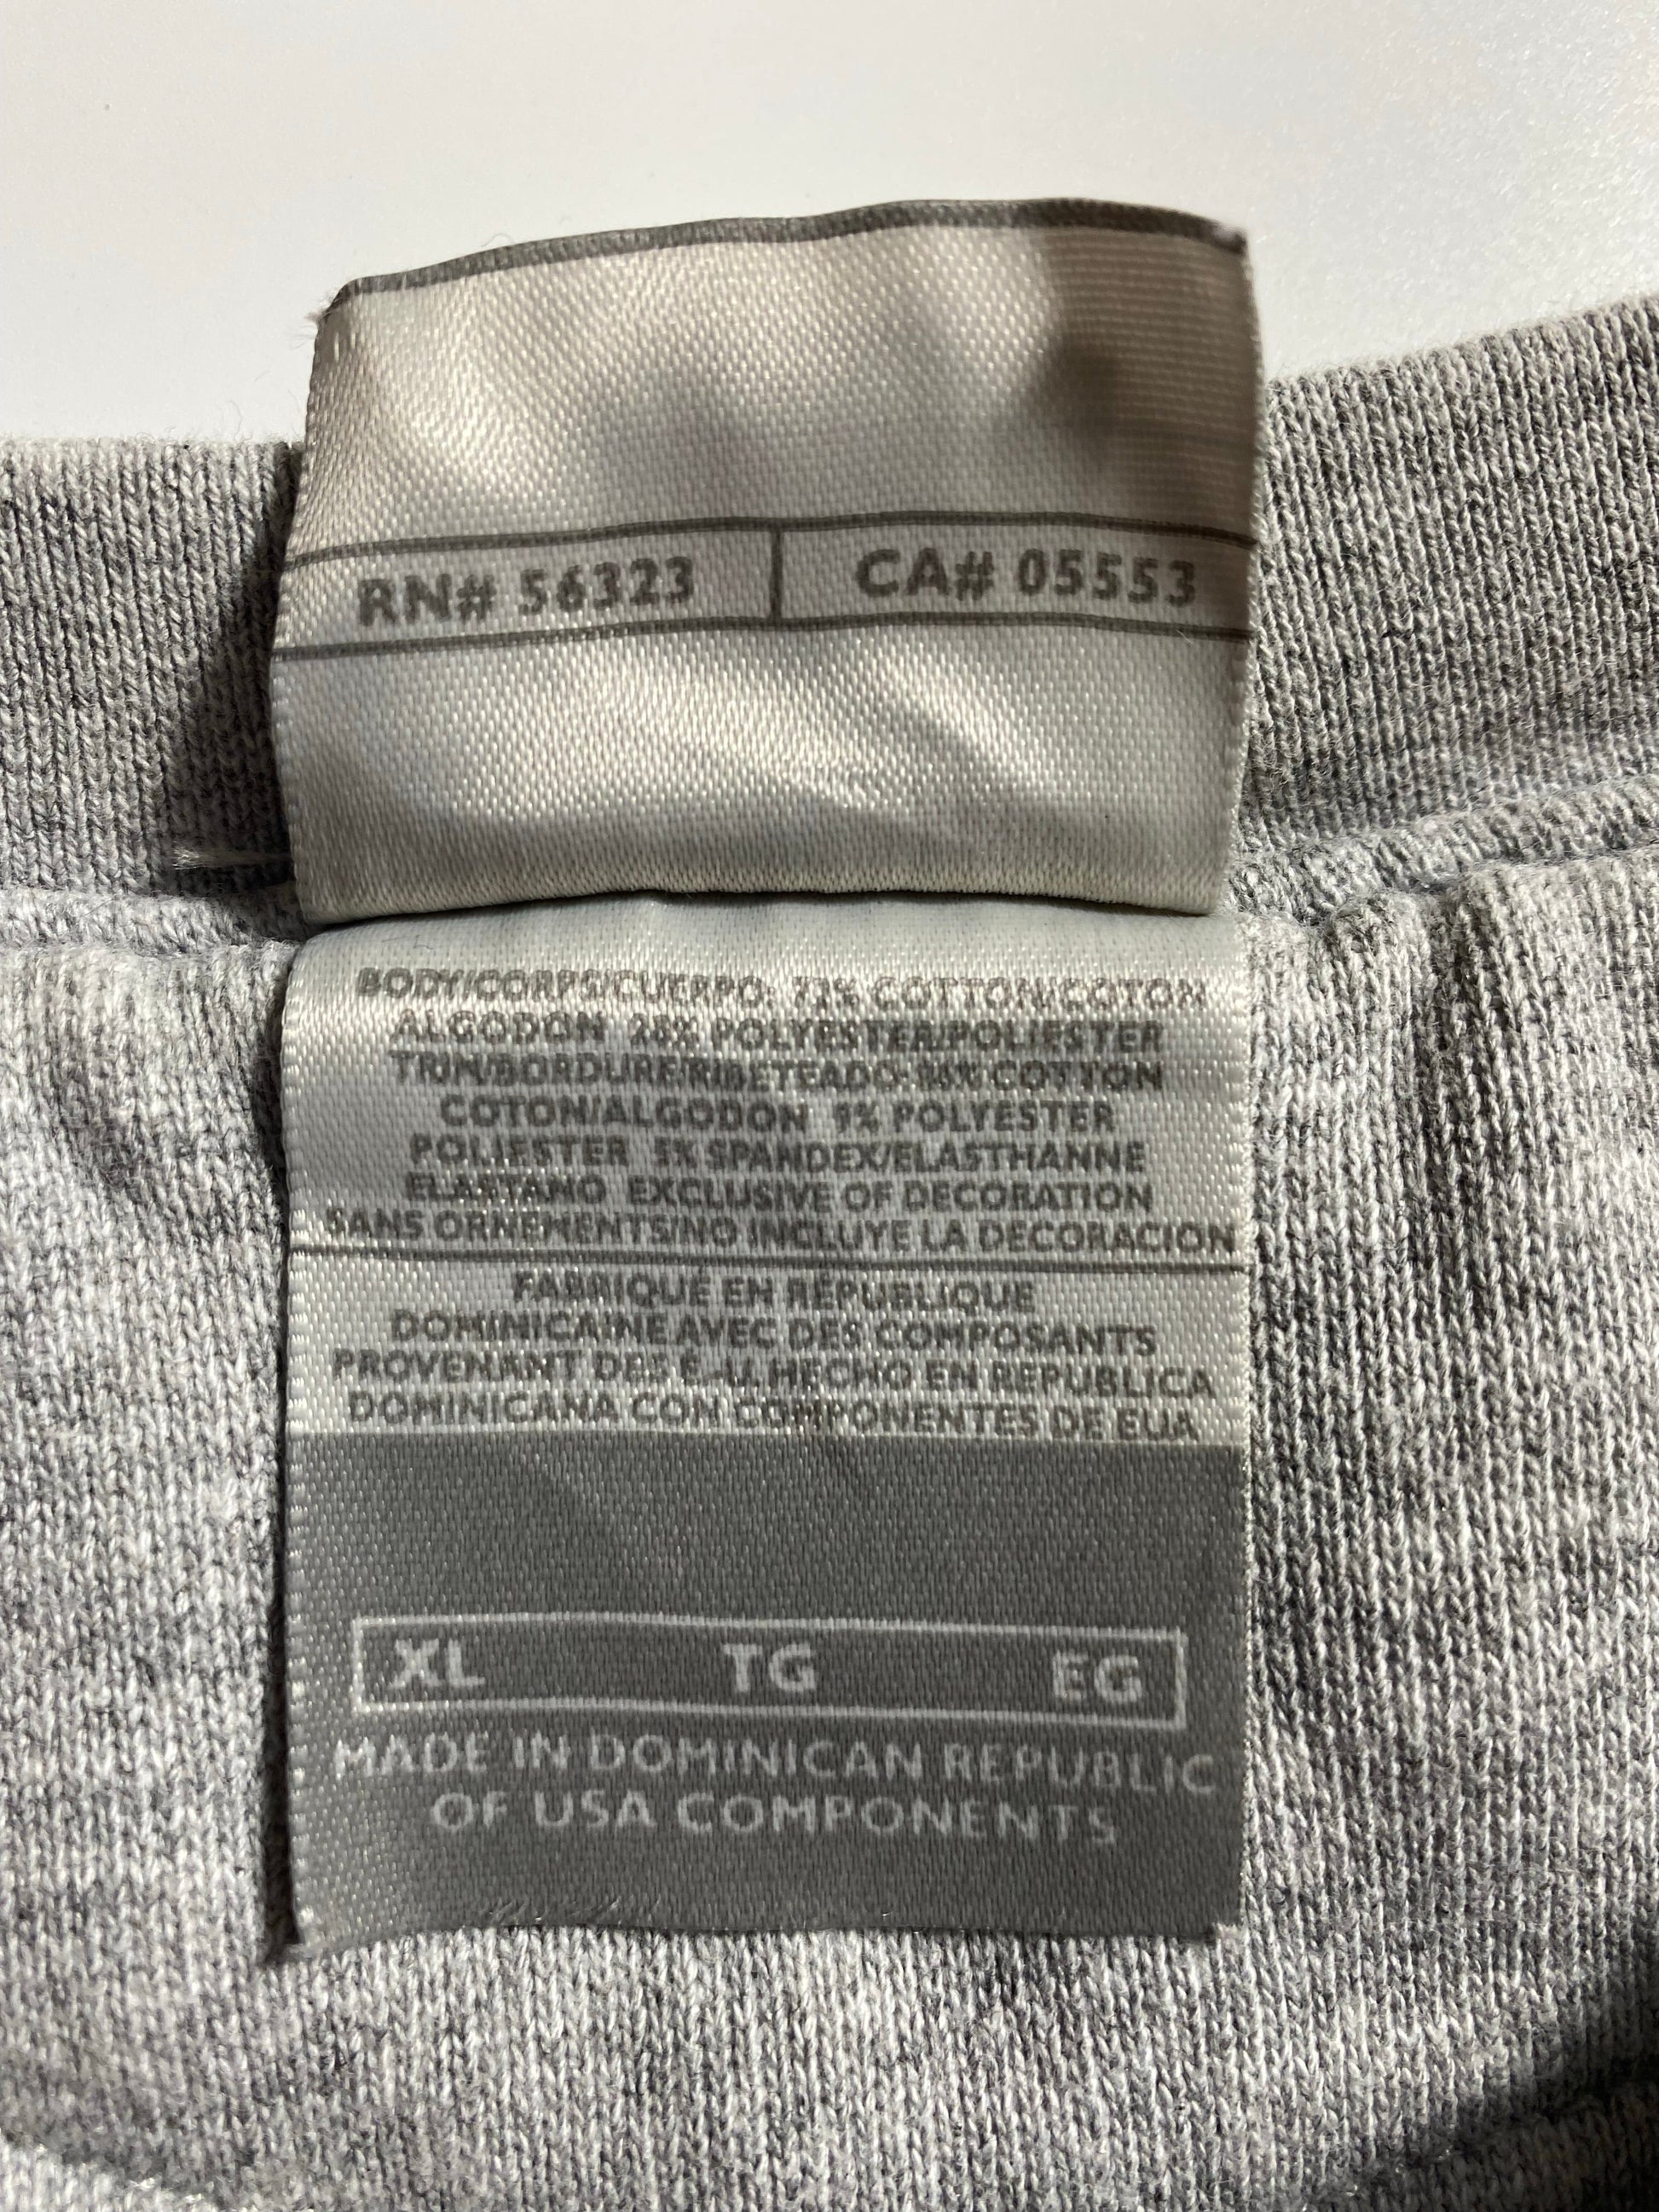 RN# 56323 CA# 05553
BODY/CORPS/CUERPO: 72% COTTON/COTON
ALGODON 28% POLYESTER/POLIESTER
TRIM/BORDURE/RIBETEADO: 86% COTTON
COTON/ALGODON 9% POLYESTER
POLIESTER 5% SPANDEX/ELASTHANNE
ELASTANO EXCLUSIVE OF DECORATION
SANS ORNEMENTS/NO INCLUYE LA DECORACION
FABRIQUÉ EN RÉPUBLIQUE
DOMINICAINE AVEC DES COMPOSANTS
PROVENANT DES É.-U. HECHO EN REPUBLICA
DOMINICANA CON COMPONENTES DE EUA
XL TG EG
MADE IN DOMINICAN REPUBLIC
OF USA COMPONENTS